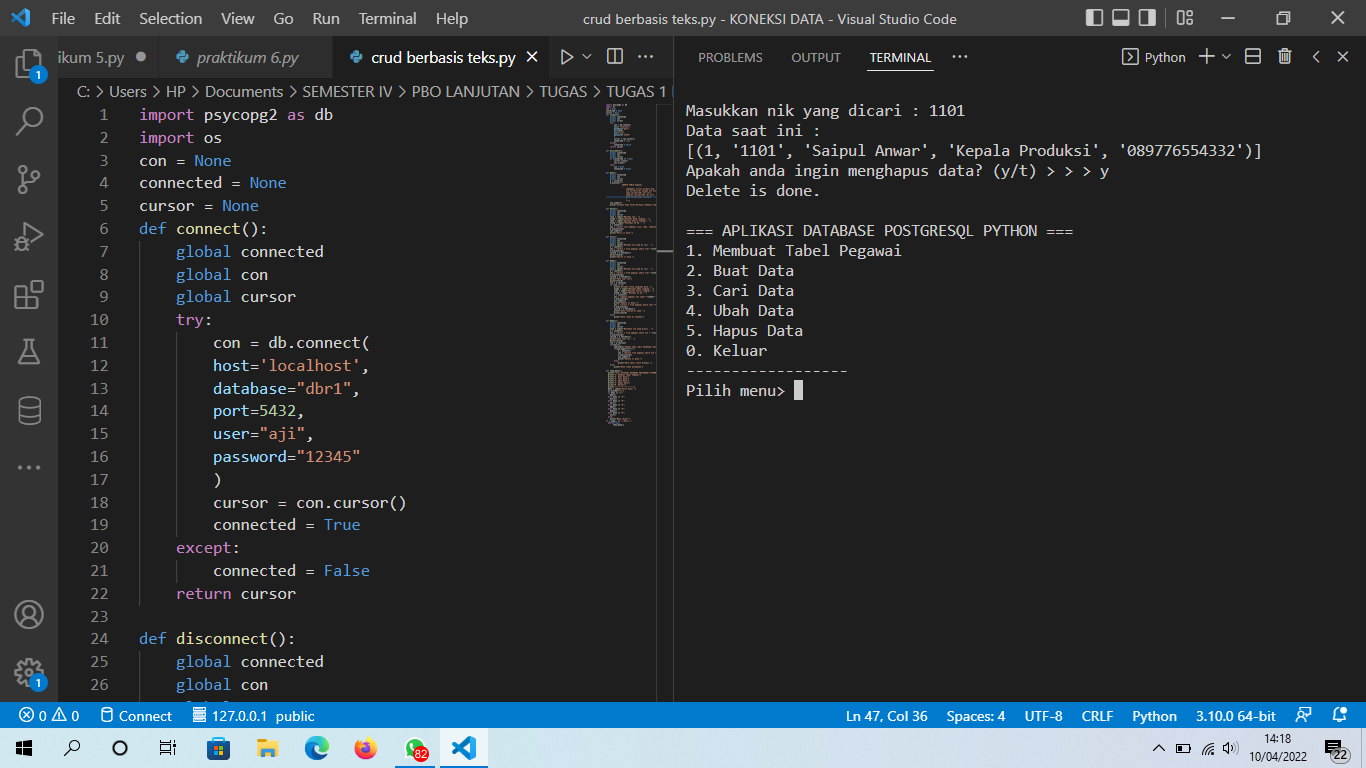 File Edit Selection View Go Run Terminal Help crud berbasis teks.py - KONEKSI DATA - Visual Studio Code
ikum 5.py praktikum 6.py crud berbasis teks.py
C: > Users > HP > Documents > SEMESTER IV > PBO LANJUTAN > TUGAS > TUGAS 1
1 import psycopg2 as db
2 import os
3 con = None
4 connected = None
5 cursor = None
6 def connect():
7 global connected
8 global con
9 global cursor
10 try:
11 con = db.connect(
12 host='localhost',
13 database="dbr1",
14 port=5432,
15 user="aji",
16 password="12345"
17 )
18 cursor = con.cursor()
19 connected = True
20 except:
21 connected = False
22 return cursor
23
24 def disconnect():
25 global connected
26 global con
PROBLEMS OUTPUT TERMINAL ··· Python
Masukkan nik yang dicari : 1101
Data saat ini :
[(1, '1101', 'Saipul Anwar', 'Kepala Produksi', '089776554332')]
Apakah anda ingin menghapus data? (y/t) > > > y
Delete is done.
=== APLIKASI DATABASE POSTGRESQL PYTHON ===
1. Membuat Tabel Pegawai
2. Buat Data
3. Cari Data
4. Ubah Data
5. Hapus Data
0. Keluar
------------------
Pilih menu>
1
1
0 0 Connect 127.0.0.1 public Ln 47, Col 36 Spaces: 4 UTF-8 CRLF Python 3.10.0 64-bit
82
14:18
10/04/2022
22